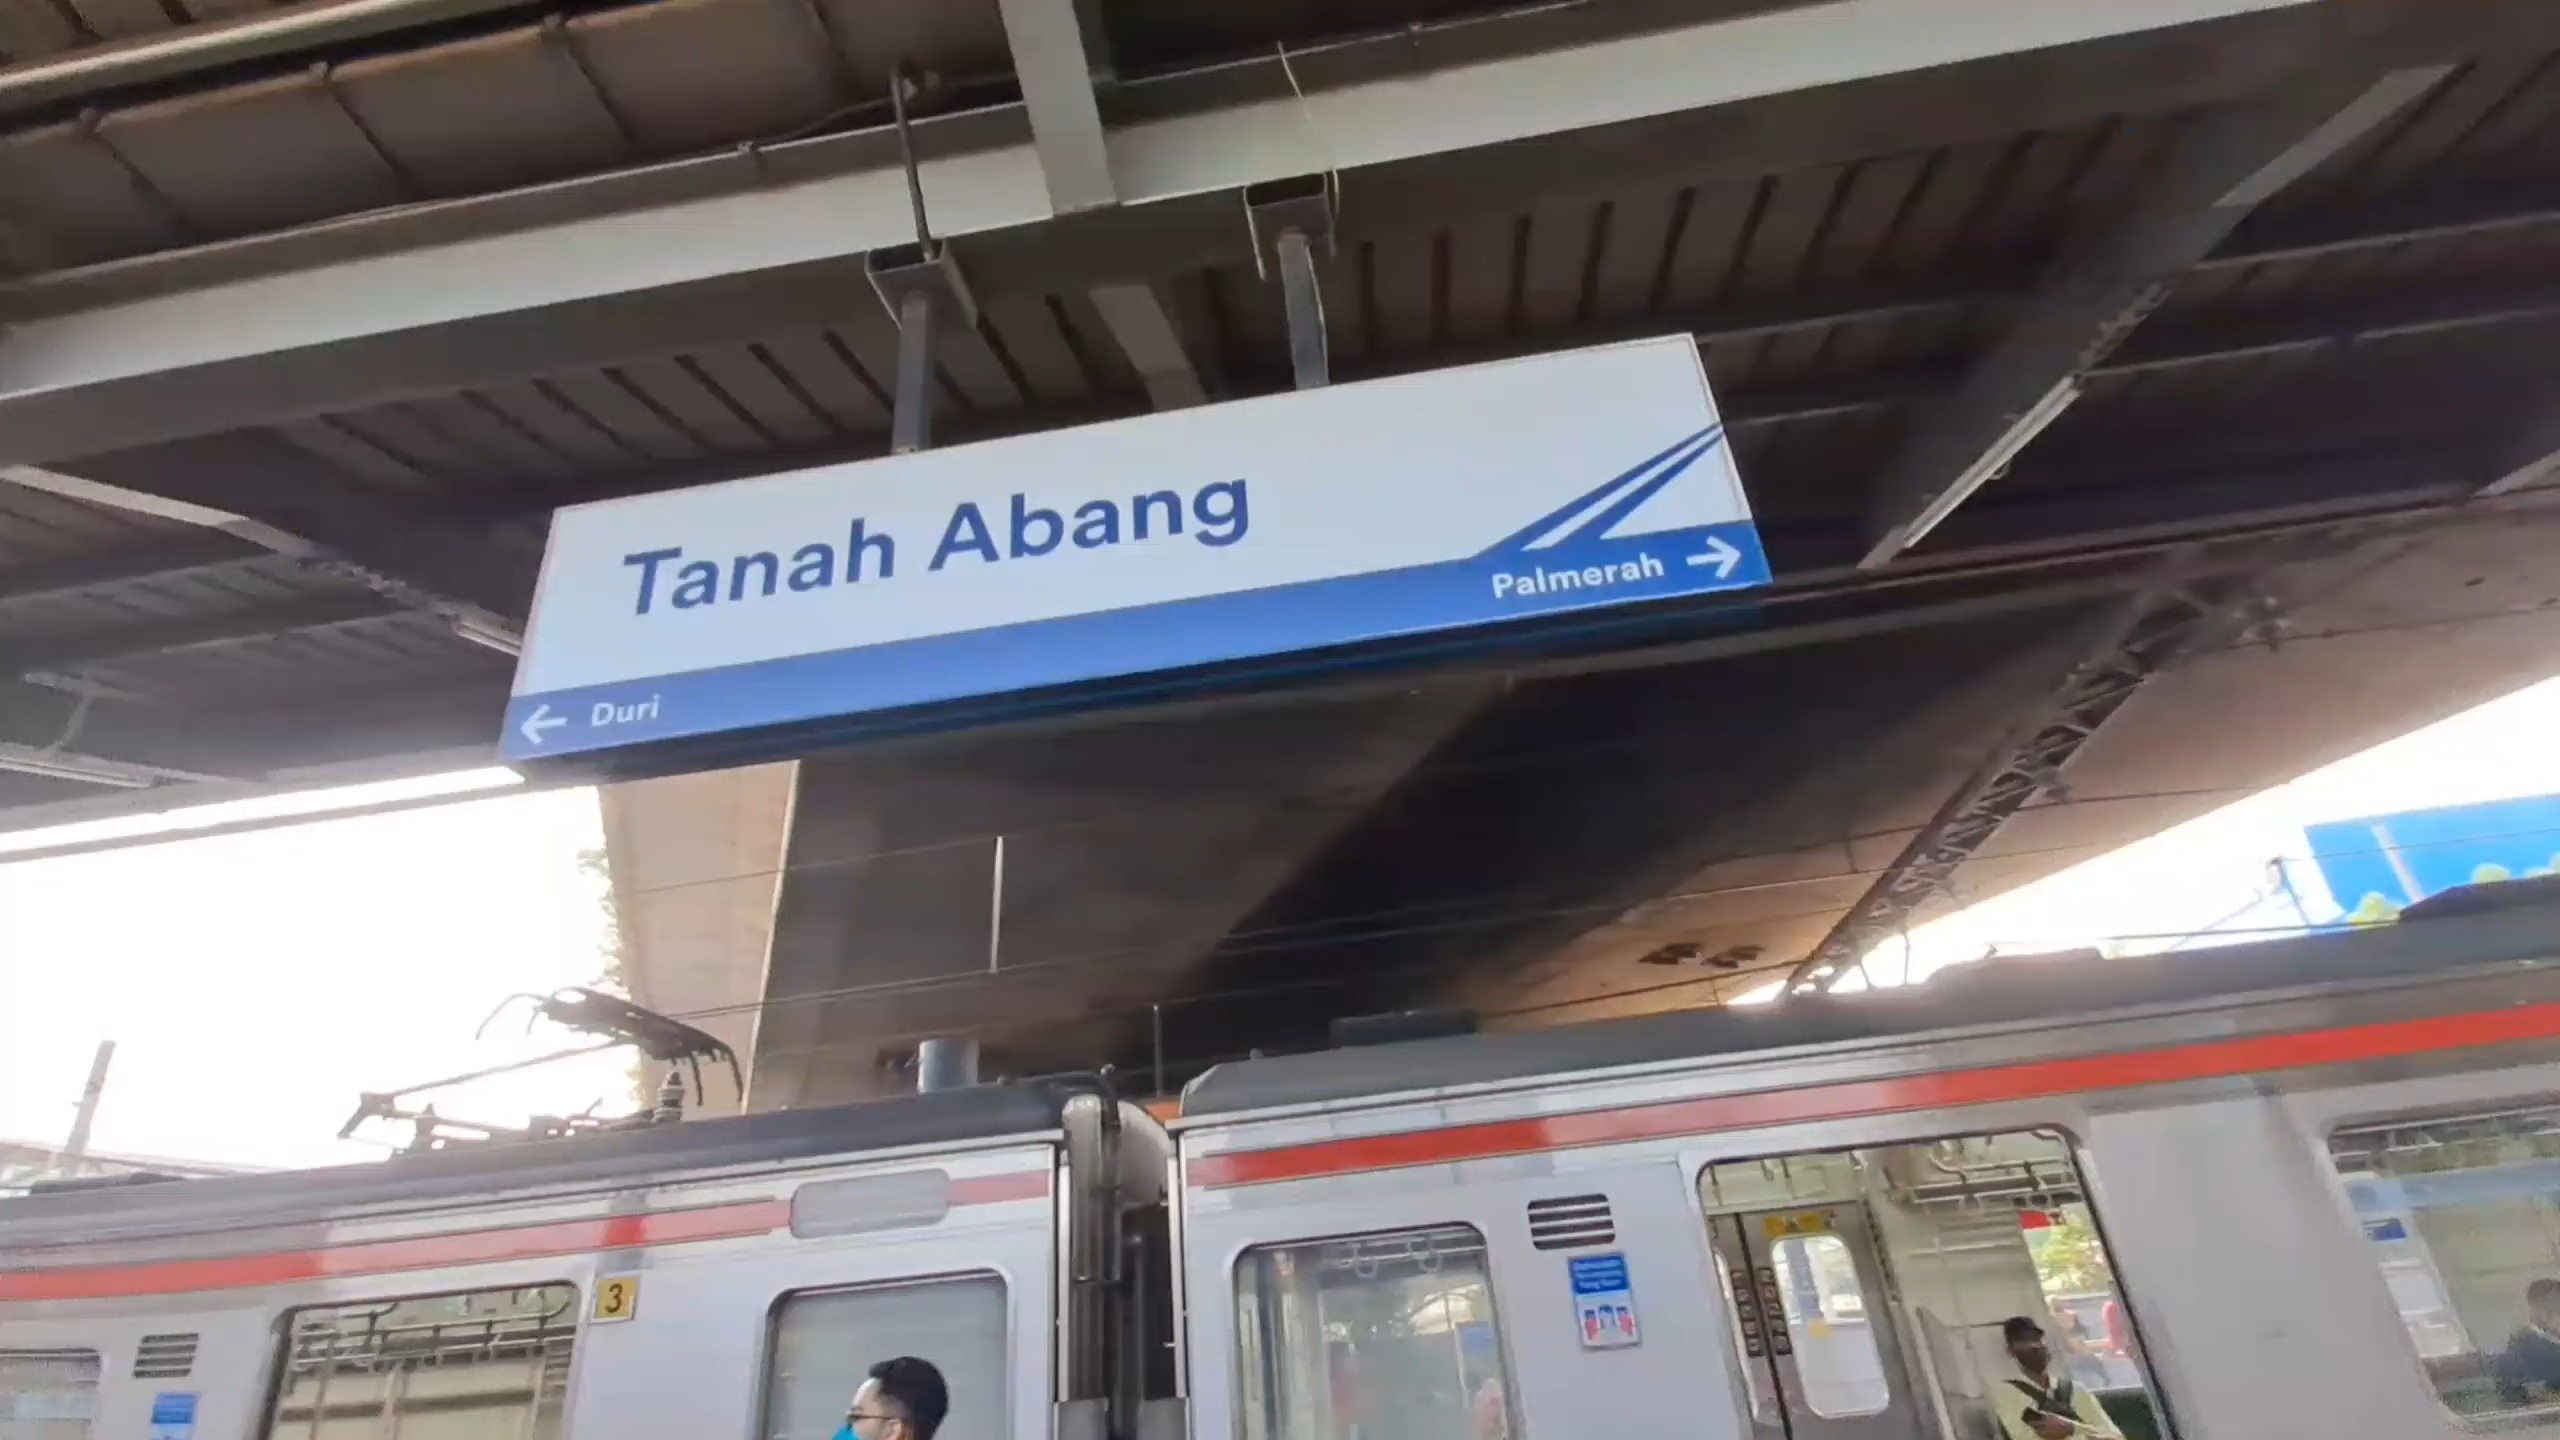 Tanah Abang
← Duri
Palmerah →
3